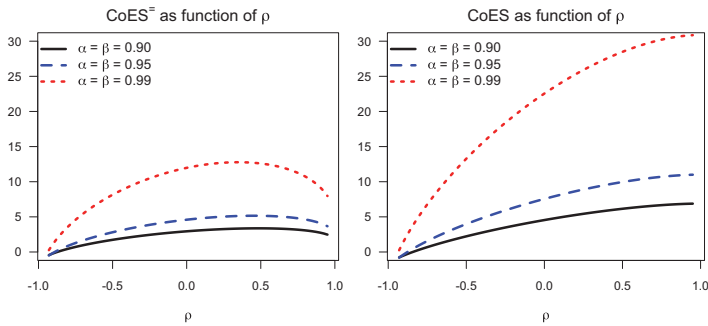 CoES⁼ as function of ρ
30
25
20
15
10
5
0
α = β = 0.90
α = β = 0.95
α = β = 0.99
-1.0 -0.5 0.0 0.5 1.0
ρ
CoES as function of ρ
30
25
20
15
10
5
0
α = β = 0.90
α = β = 0.95
α = β = 0.99
-1.0 -0.5 0.0 0.5 1.0
ρ